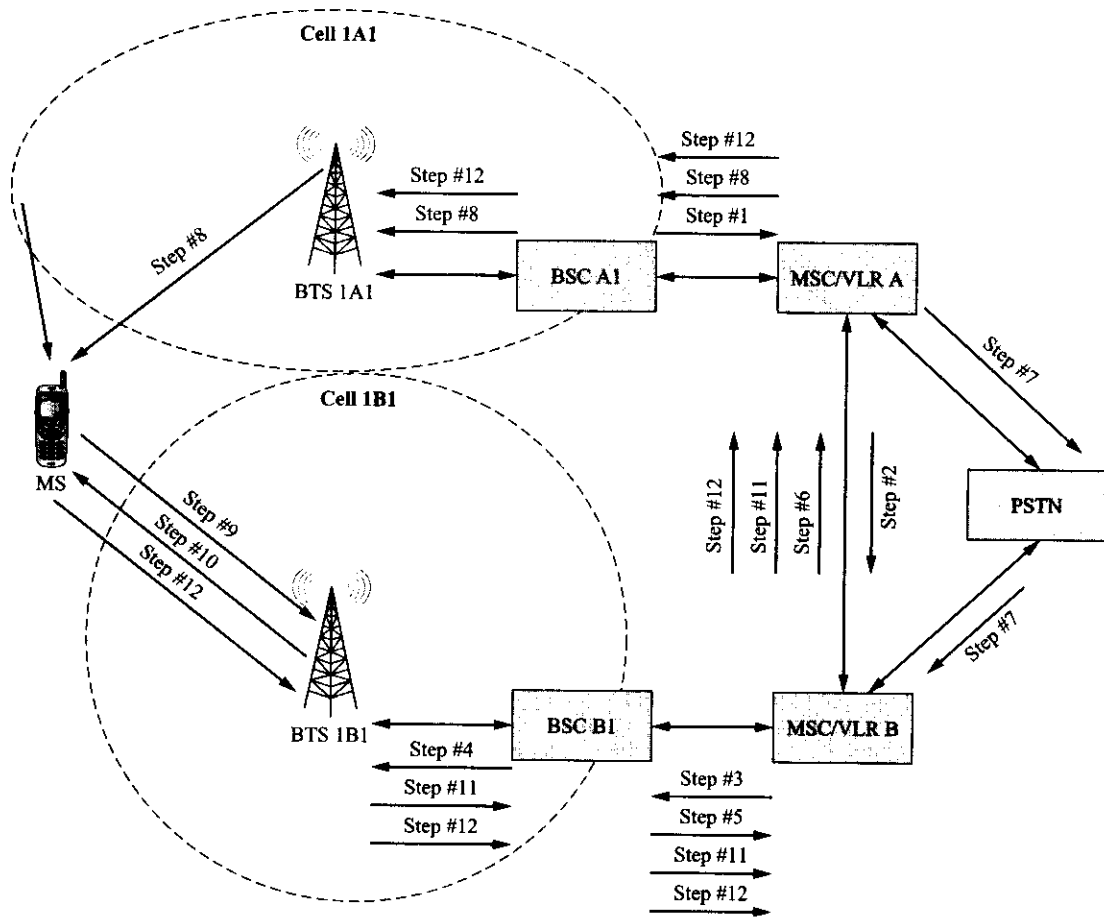 Cell 1A1
Step #12
Step #12
Step #8
Step #8
Step #1
Step #8
BTS 1A1
BSC A1
MSC/VLR A
Step #7
Cell 1B1
MS
Step #9
Step #10
Step #12
Step #12
Step #11
Step #6
Step #2
PSTN
Step #7
BTS 1B1
BSC B1
MSC/VLR B
Step #4
Step #3
Step #11
Step #5
Step #12
Step #11
Step #12